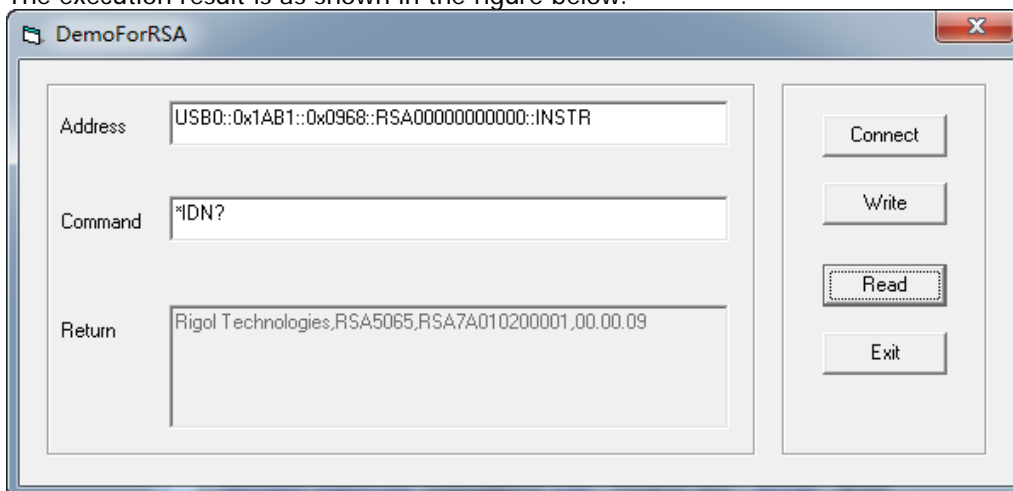 The execution result is as shown in the figure below.
DemoForRSA
Address
USB0::0x1AB1::0x0968::RSA00000000000::INSTR
Connect
Command
*IDN?
Write
Return
Rigol Technologies,RSA5065,RSA7A010200001,00.00.09
Read
Exit